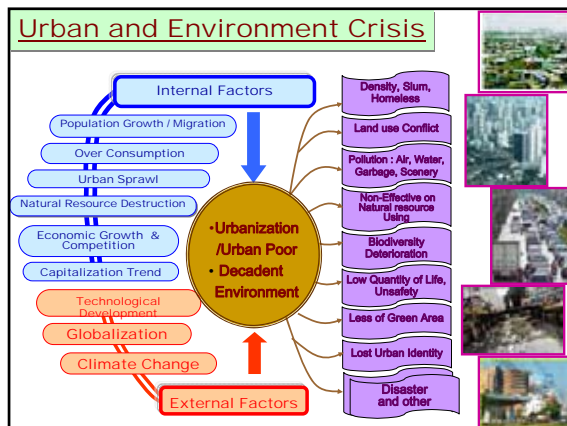 Urban and Environment Crisis
Internal Factors
Population Growth / Migration
Over Consumption
Urban Sprawl
Natural Resource Destruction
Economic Growth &
Competition
Capitalization Trend
Technological
Development
Globalization
Climate Change
External Factors
•Urbanization
/Urban Poor
• Decadent
Environment
Density, Slum,
Homeless
Land use Conflict
Pollution : Air, Water,
Garbage, Scenery
Non-Effective on
Natural resource
Using
Biodiversity
Deterioration
Low Quantity of Life,
Unsafety
Less of Green Area
Lost Urban Identity
Disaster
and other